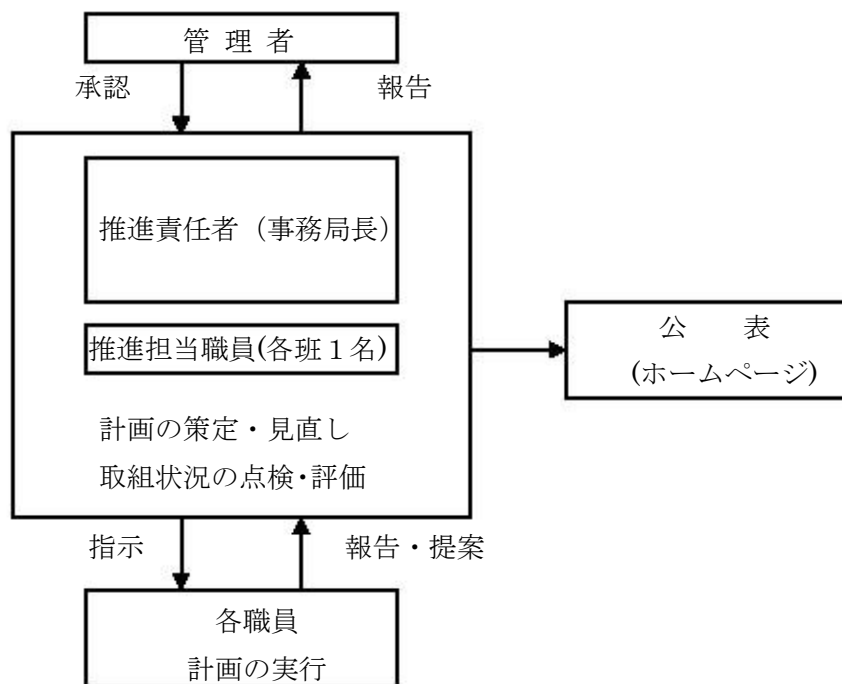 管 理 者
承認
報告
推進責任者（事務局長）
推進担当職員(各班１名)
計画の策定・見直し
取組状況の点検・評価
公　　表
(ホームページ)
指示
報告・提案
各職員
計画の実行